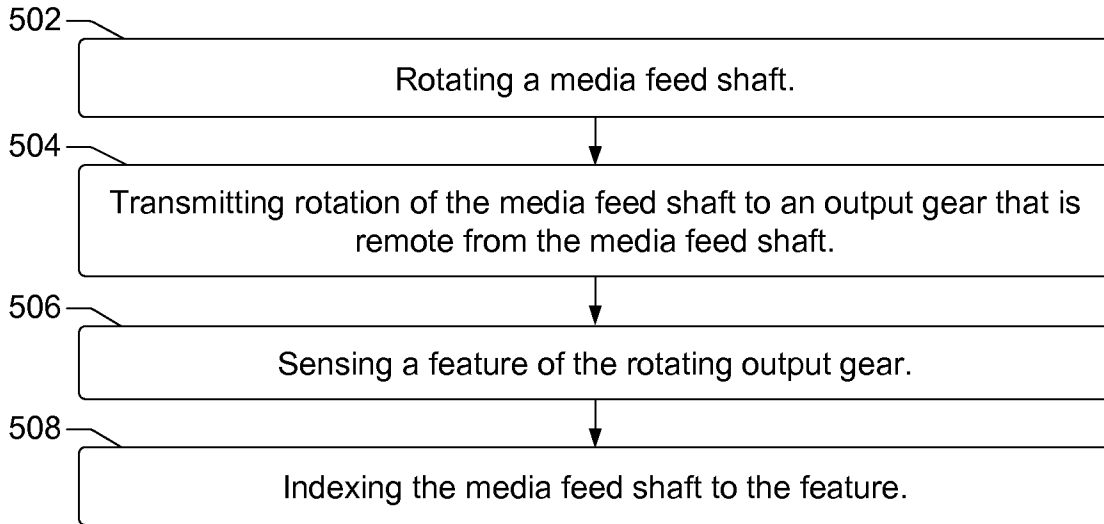 502
Rotating a media feed shaft.
504
Transmitting rotation of the media feed shaft to an output gear that is
remote from the media feed shaft.
506
Sensing a feature of the rotating output gear.
508
Indexing the media feed shaft to the feature.